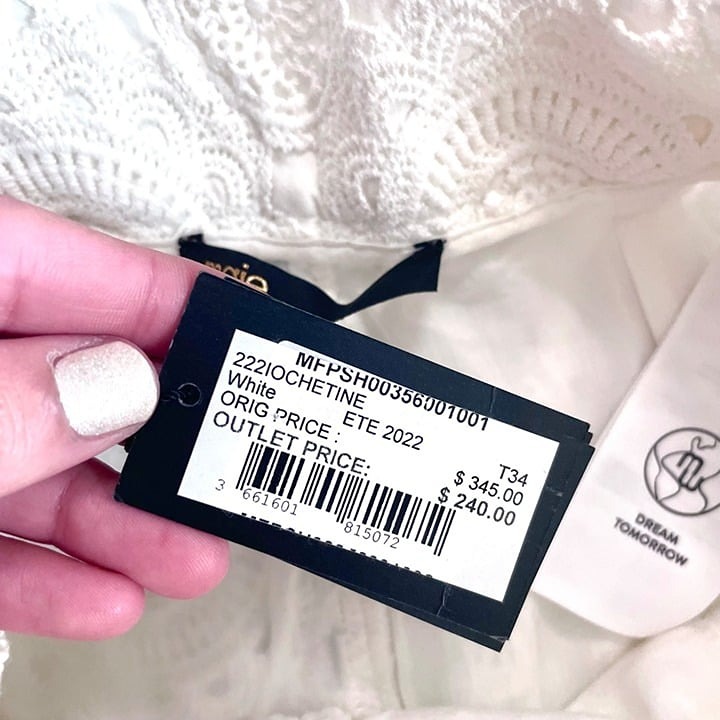 MFPSH00356001001
222IOCHETINE
White ETE 2022 T34
ORIG.PRICE : $ 345.00
OUTLET PRICE: $ 240.00
3 661601 815072
DREAM
TOMORROW